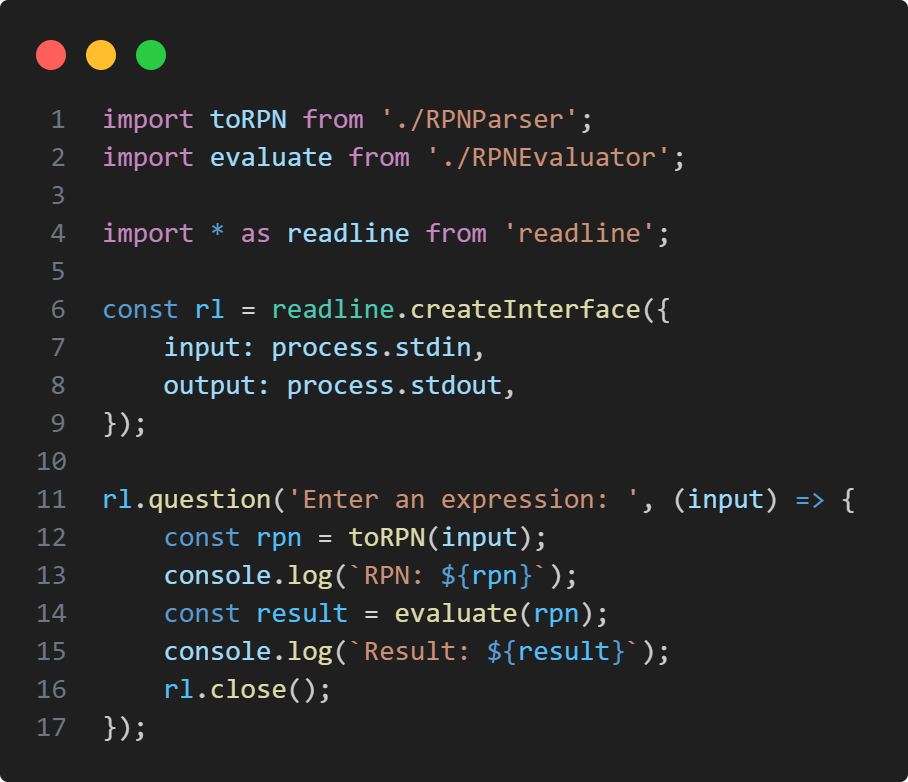 1 import toRPN from './RPNParser';
2 import evaluate from './RPNEvaluator';
3
4 import * as readline from 'readline';
5
6 const rl = readline.createInterface({
7     input: process.stdin,
8     output: process.stdout,
9 });
10
11 rl.question('Enter an expression: ', (input) => {
12     const rpn = toRPN(input);
13     console.log(`RPN: ${rpn}`);
14     const result = evaluate(rpn);
15     console.log(`Result: ${result}`);
16     rl.close();
17 });